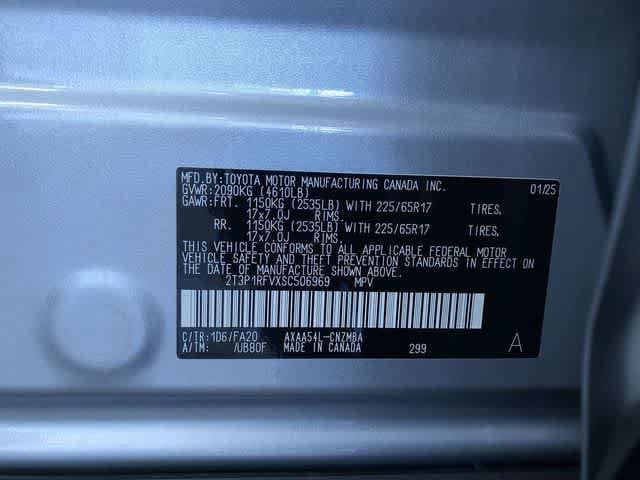 MFD.BY:TOYOTA MOTOR MANUFACTURING CANADA INC. 01/25
GVWR:2090KG (4610LB)
GAWR:FRT. 1150KG (2535LB) WITH 225/65R17 TIRES.
17x7.0J RIMS.
RR. 1150KG (2535LB) WITH 225/65R17 TIRES.
17x7.0J RIMS.
THIS VEHICLE CONFORMS TO ALL APPLICABLE FEDERAL MOTOR
VEHICLE SAFETY AND THEFT PREVENTION STANDARDS IN EFFECT ON
THE DATE OF MANUFACTURE SHOWN ABOVE.
2T3P1RFVXSC506969 MPV
C/TR:1D6/FA20 AXAA54L-CNZMBA
A/TM: /UB80F MADE IN CANADA 299 A